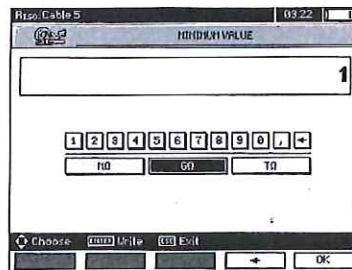 Riso: Cable 5 03:22
MINIMUM VALUE
1
1 2 3 4 5 6 7 8 9 0 , ←
MΩ GΩ TΩ
Choose ENTER Write ESC Exit
← OK